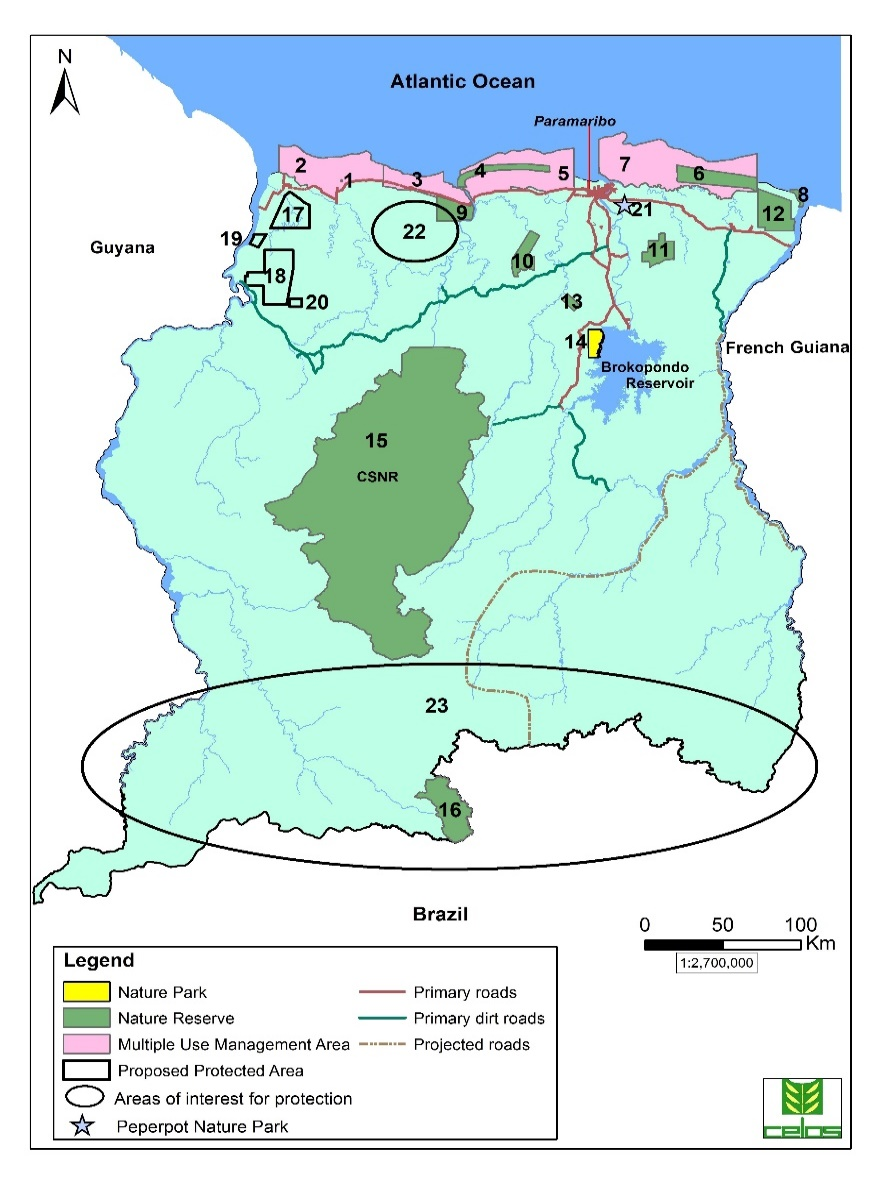 N
Atlantic Ocean
Paramaribo
2
1
3
4
5
7
6
8
9
12
17
19
22
21
Guyana
10
11
18
20
13
14
French Guiana
Brokopondo
Reservoir
15
CSNR
23
16
Brazil
0 50 100
Km
1:2,700,000
Legend
Nature Park
Nature Reserve
Multiple Use Management Area
Proposed Protected Area
Areas of interest for protection
Peperpot Nature Park
Primary roads
Primary dirt roads
Projected roads
celos